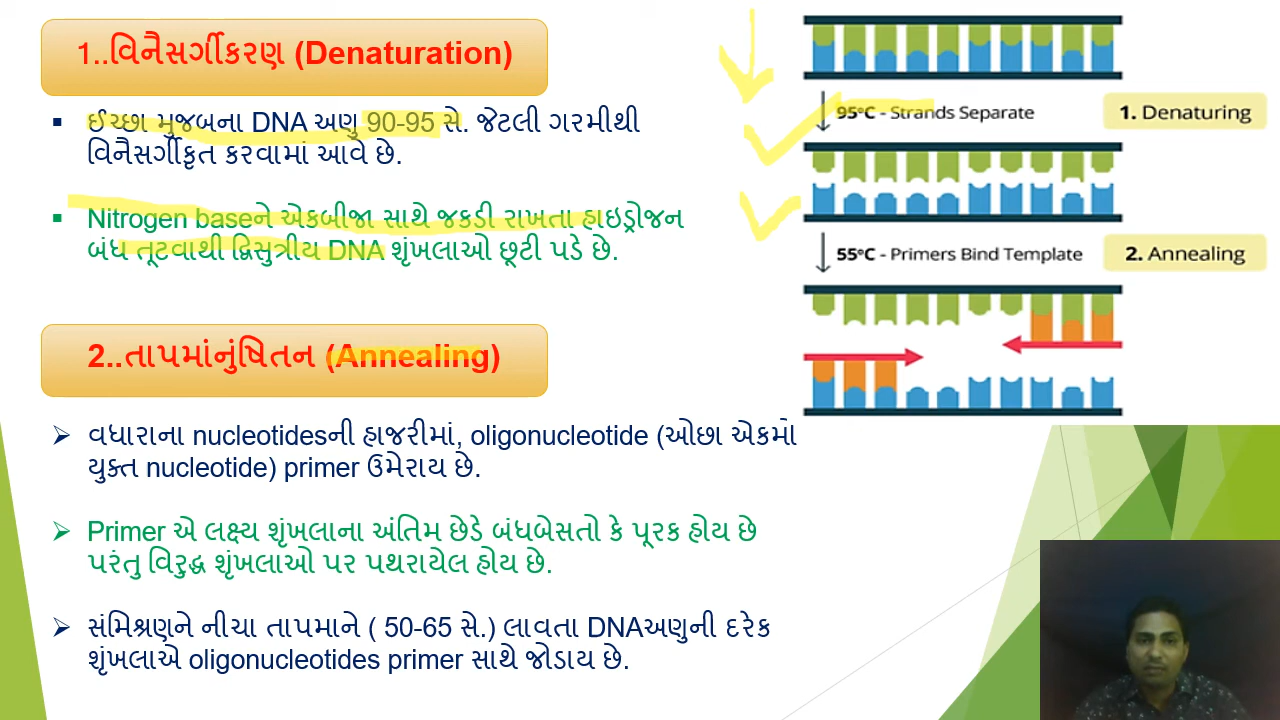 1..વિનૈસર્ગીકરણ (Denaturation)
ઈચ્છા મુજબના DNA અણુ 90-95 સે. જેટલી ગરમીથી
વિનૈસર્ગીકૃત કરવામાં આવે છે.
Nitrogen baseને એકબીજા સાથે જકડી રાખતા હાઇડ્રોજન
બંધ તૂટવાથી દ્વિસુત્રીય DNA શૃંખલાઓ છૂટી પડે છે.
2..તાપમાંનુંષિતન (Annealing)
વધારાના nucleotidesની હાજરીમાં, oligonucleotide (ઓછા એકમો
યુક્ત nucleotide) primer ઉમેરાય છે.
Primer એ લક્ષ્ય શૃંખલાના અંતિમ છેડે બંધબેસતો કે પૂરક હોય છે
પરંતુ વિરુદ્ધ શૃંખલાઓ પર પથરાયેલ હોય છે.
સંમિશ્રણને નીચા તાપમાને ( 50-65 સે.) લાવતા DNAઅણુની દરેક
શૃંખલાએ oligonucleotides primer સાથે જોડાય છે.
95ºC - Strands Separate
1. Denaturing
55ºC - Primers Bind Template
2. Annealing